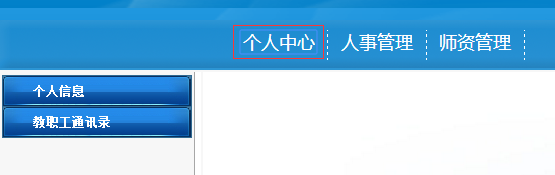 个人中心 人事管理 师资管理
个人信息
教职工通讯录